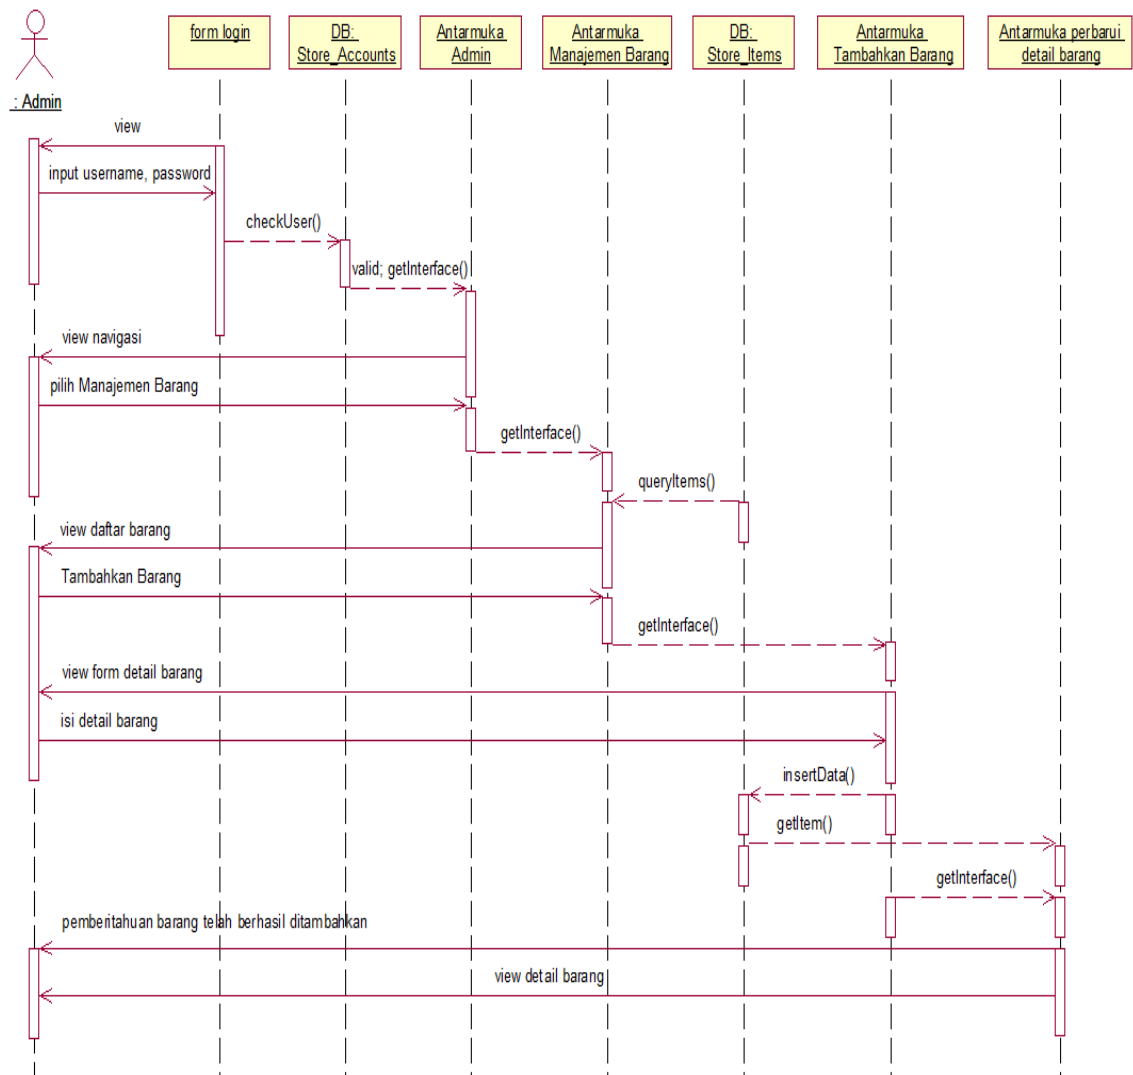 form login
DB:
Store_Accounts
Antarmuka
Admin
Antarmuka
Manajemen Barang
DB:
Store_Items
Antarmuka
Tambahkan Barang
Antarmuka perbarui
detail barang
: Admin
view
input username, password
checkUser()
valid; getInterface()
view navigasi
pilih Manajemen Barang
getInterface()
queryItems()
view daftar barang
Tambahkan Barang
getInterface()
view form detail barang
isi detail barang
insertData()
getItem()
getInterface()
pemberitahuan barang telah berhasil ditambahkan
view detail barang